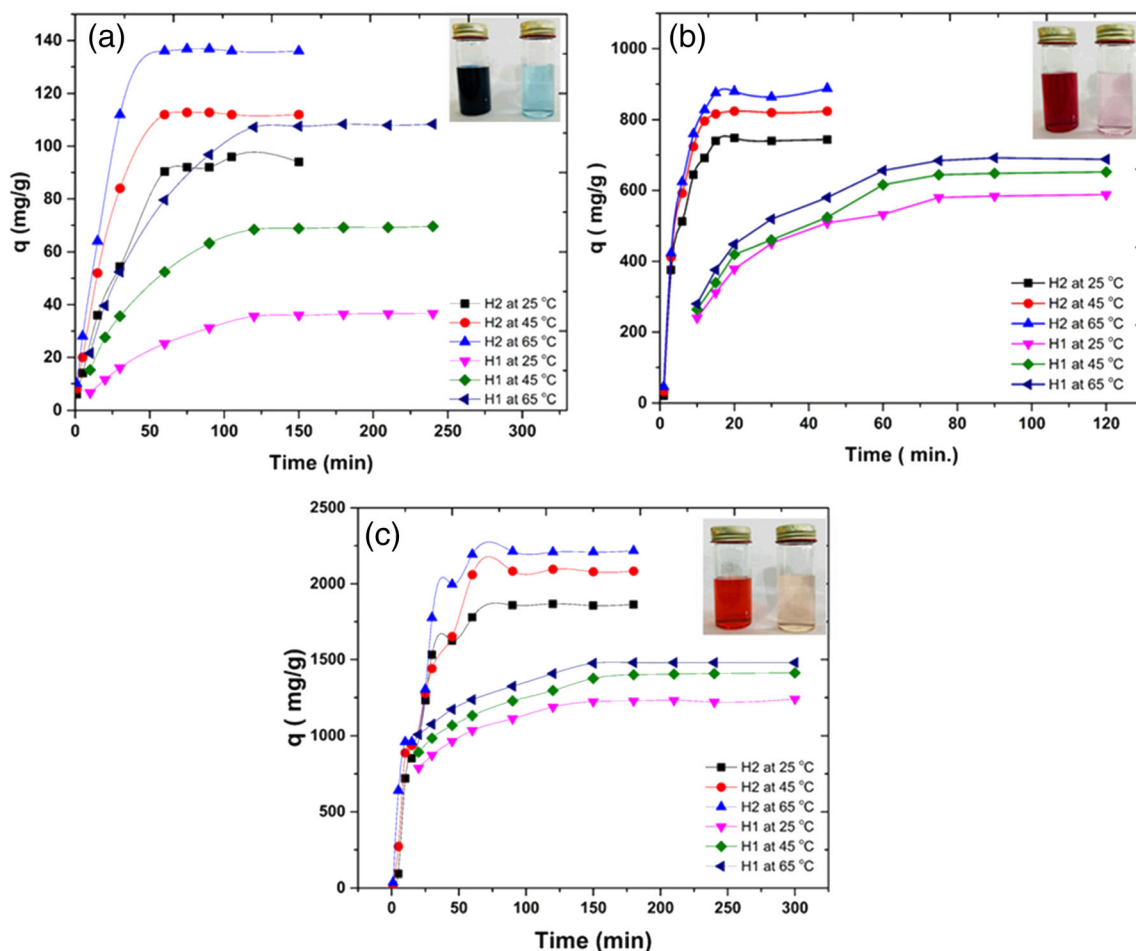 (a)
140
120
100
80
60
40
20
0
q (mg/g)
H2 at 25 °C
H2 at 45 °C
H2 at 65 °C
H1 at 25 °C
H1 at 45 °C
H1 at 65 °C
0 50 100 150 200 250 300
Time (min)
(b)
1000
800
600
400
200
0
q ( mg/g)
H2 at 25 °C
H2 at 45 °C
H2 at 65 °C
H1 at 25 °C
H1 at 45 °C
H1 at 65 °C
0 20 40 60 80 100 120
Time ( min.)
(c)
2500
2000
1500
1000
500
0
q ( mg/g)
H2 at 25 °C
H2 at 45 °C
H2 at 65 °C
H1 at 25 °C
H1 at 45 °C
H1 at 65 °C
0 50 100 150 200 250 300
Time (min)